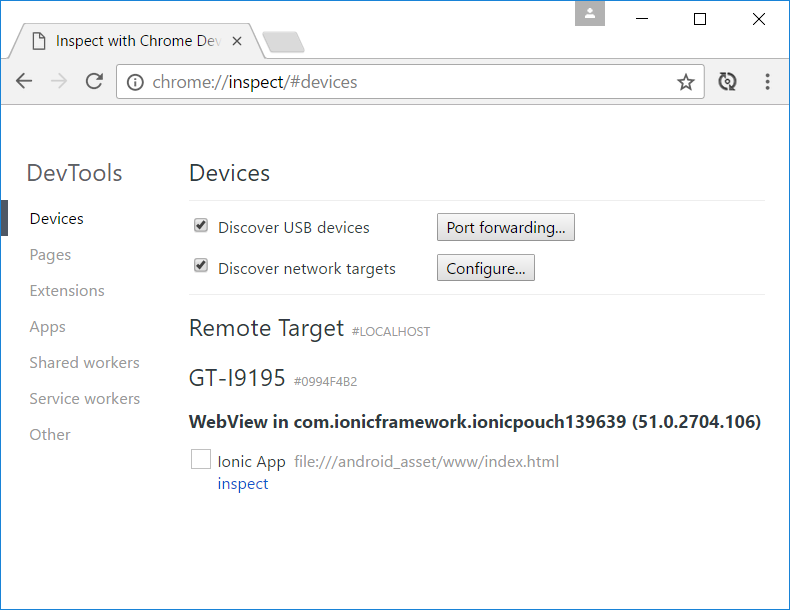 Inspect with Chrome Dev
chrome://inspect/#devices
DevTools
Devices
Pages
Extensions
Apps
Shared workers
Service workers
Other
Devices
Discover USB devices Port forwarding...
Discover network targets Configure...
Remote Target #LOCALHOST
GT-I9195 #0994F4B2
WebView in com.ionicframework.ionicpouch139639 (51.0.2704.106)
Ionic App file:///android_asset/www/index.html
inspect